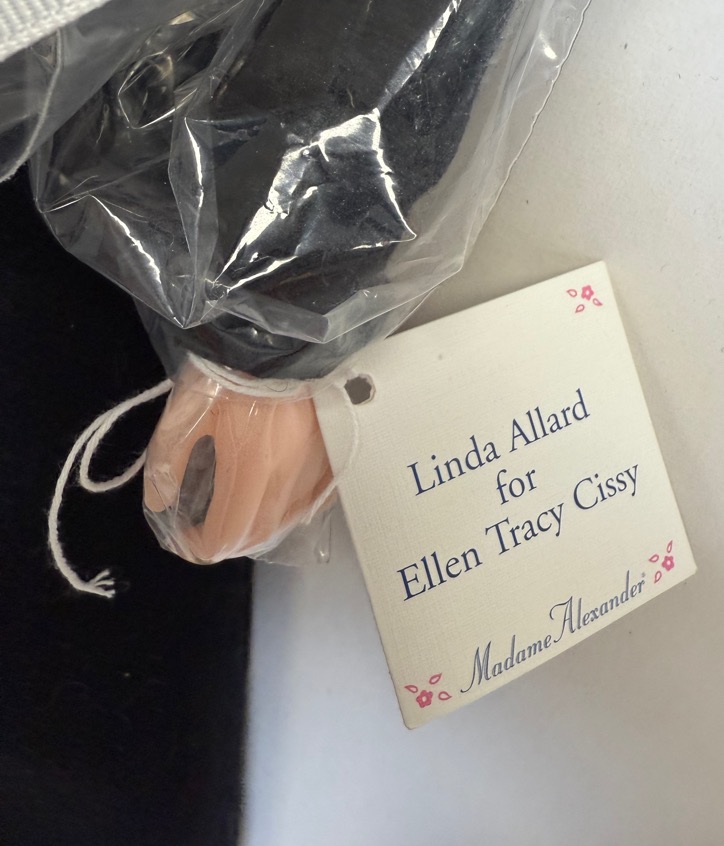 Linda Allard
for
Ellen Tracy Cissy
Madame Alexander®